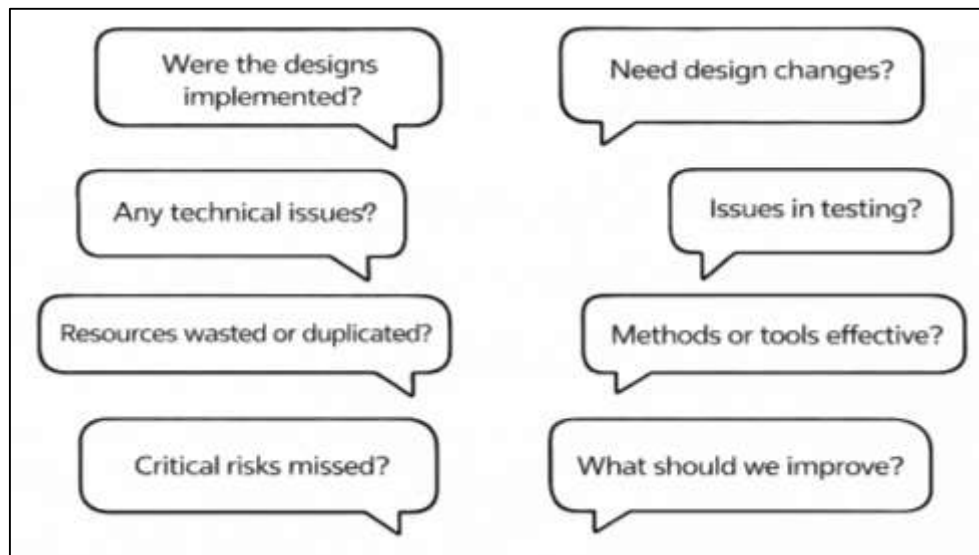 Were the designs
implemented?
Need design changes?
Any technical issues?
Issues in testing?
Resources wasted or duplicated?
Methods or tools effective?
Critical risks missed?
What should we improve?